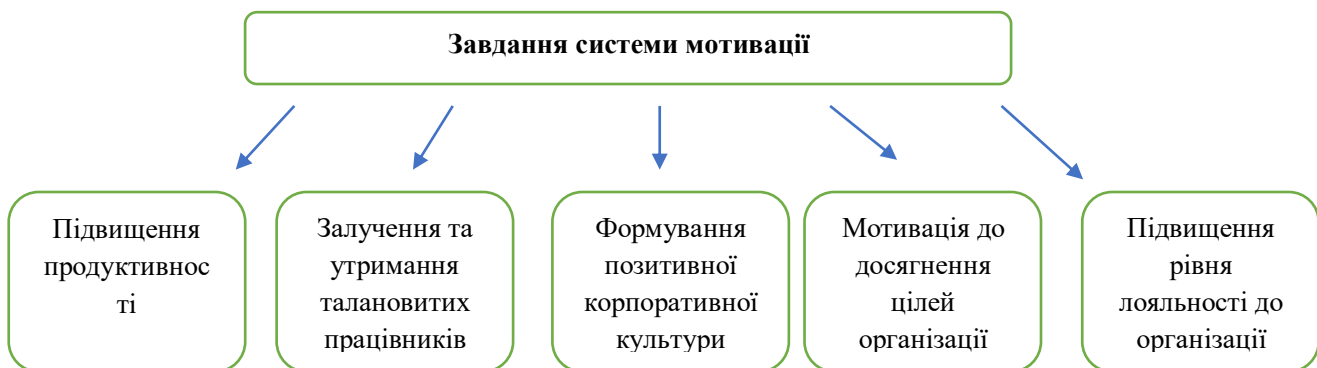 Завдання системи мотивації
Підвищення
продуктивнос
ті
Залучення та
утримання
талановитих
працівників
Формування
позитивної
корпоративної
культури
Мотивація до
досягнення
цілей
організації
Підвищення
рівня
лояльності до
організації